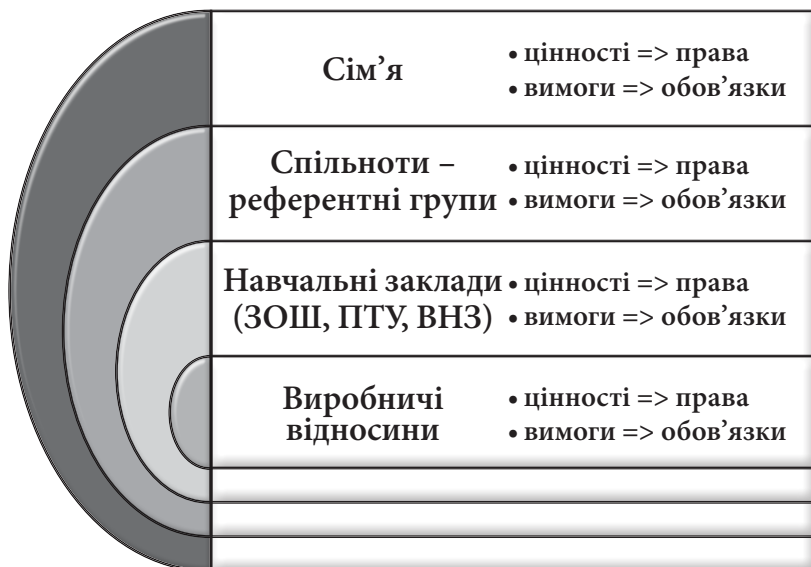 Сім’я
• цінності => права
• вимоги => обов’язки
Спільноти –
референтні групи
• цінності => права
• вимоги => обов’язки
Навчальні заклади
(ЗОШ, ПТУ, ВНЗ)
• цінності => права
• вимоги => обов’язки
Виробничі
відносини
• цінності => права
• вимоги => обов’язки